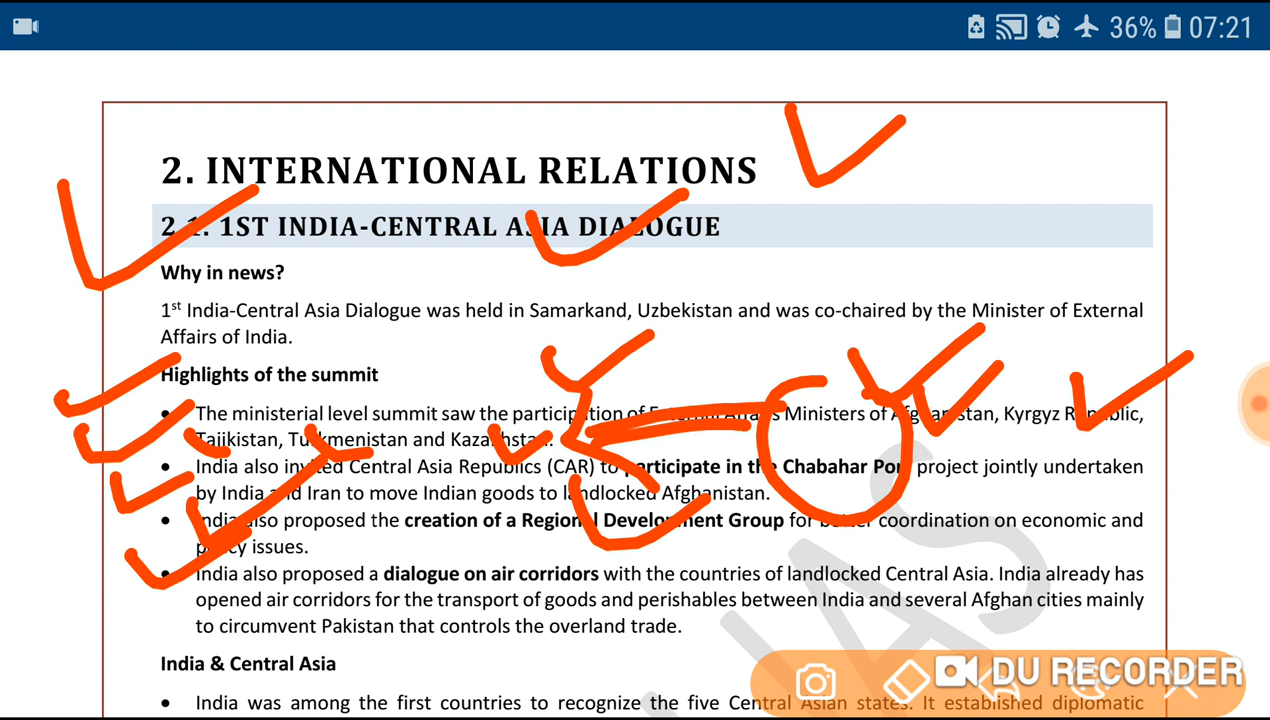 36% 07:21
2. INTERNATIONAL RELATIONS
2.1. 1ST INDIA-CENTRAL ASIA DIALOGUE
Why in news?
1st India-Central Asia Dialogue was held in Samarkand, Uzbekistan and was co-chaired by the Minister of External
Affairs of India.
Highlights of the summit
• The ministerial level summit saw the participation of External Affairs Ministers of Afghanistan, Kyrgyz Republic,
Tajikistan, Turkmenistan and Kazakhstan.
• India also invited Central Asia Republics (CAR) to participate in the Chabahar Port project jointly undertaken
by India and Iran to move Indian goods to landlocked Afghanistan.
• India also proposed the creation of a Regional Development Group for better coordination on economic and
policy issues.
• India also proposed a dialogue on air corridors with the countries of landlocked Central Asia. India already has
opened air corridors for the transport of goods and perishables between India and several Afghan cities mainly
to circumvent Pakistan that controls the overland trade.
India & Central Asia
• India was among the first countries to recognize the five Central Asian states. It established diplomatic
IAS
DU RECORDER